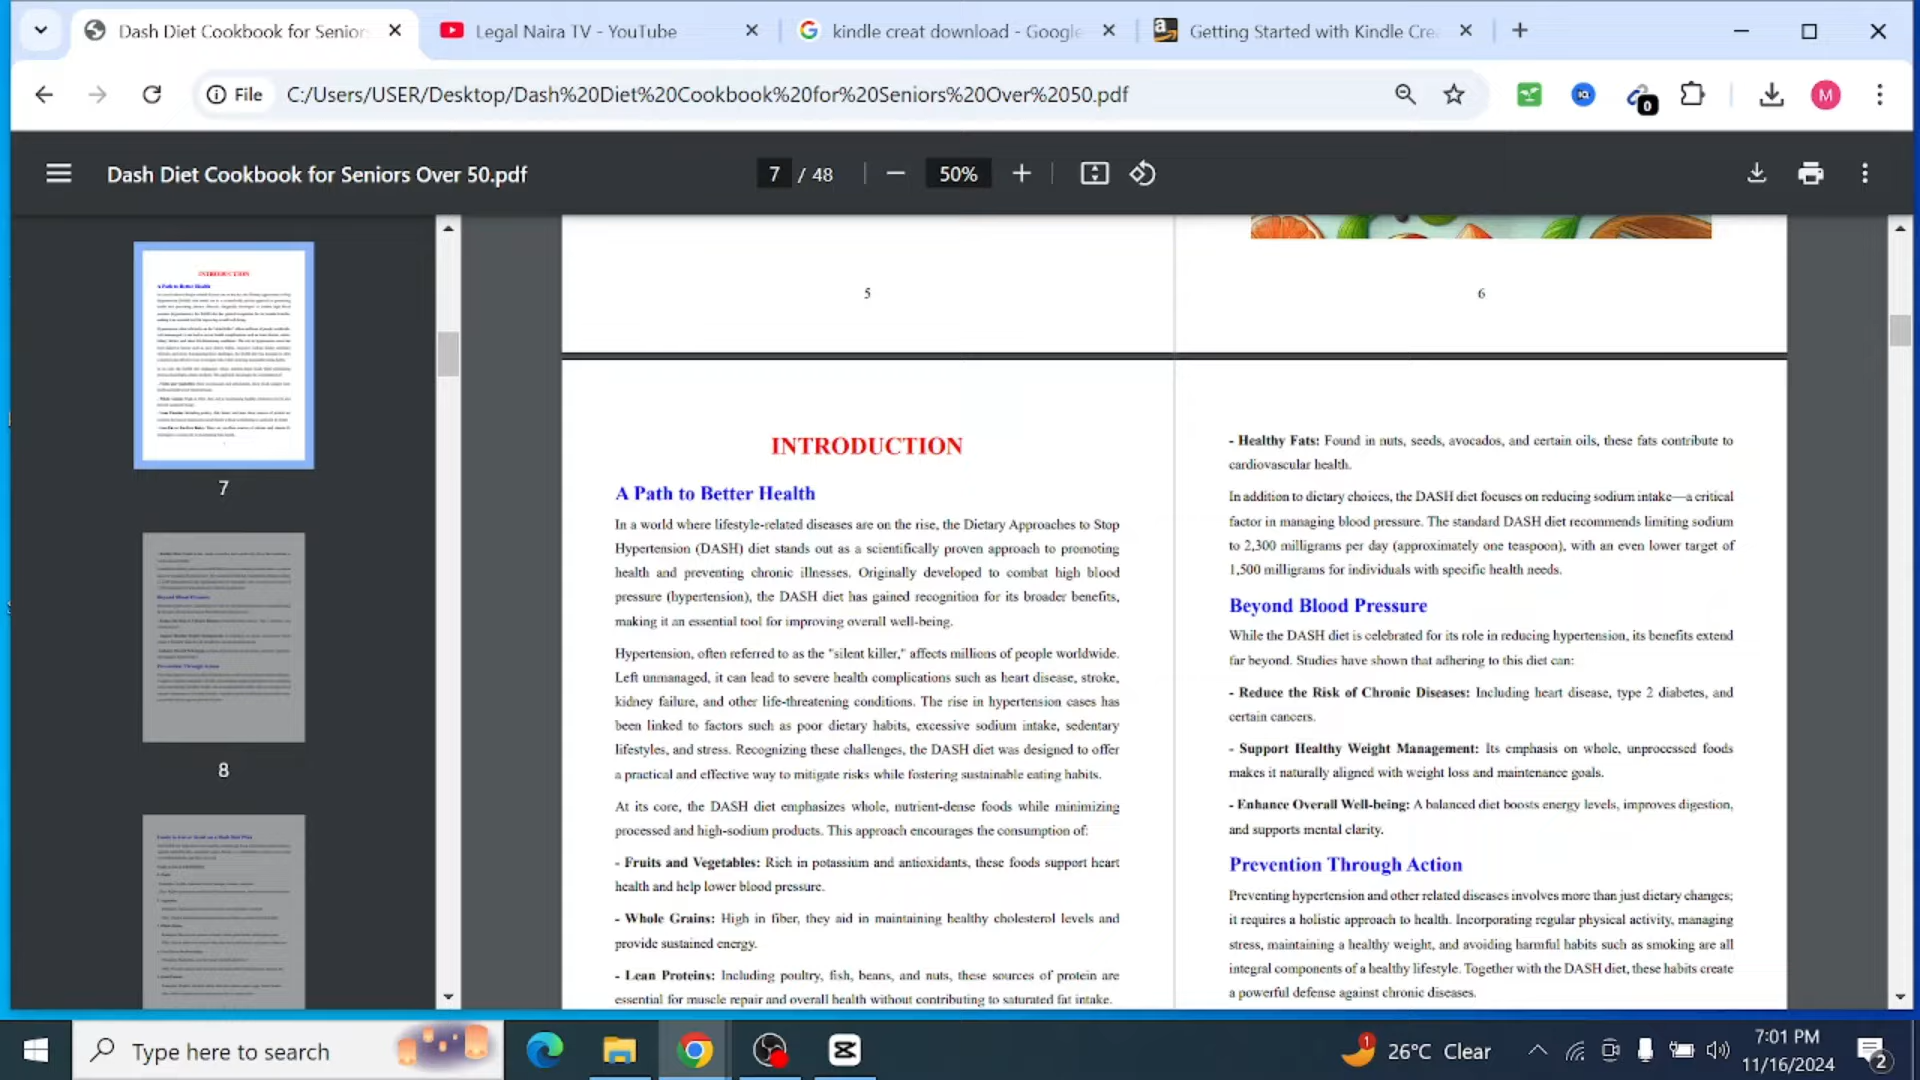 Dash Diet Cookbook for Senior
Legal Naira TV - YouTube
kindle creat download - Google
Getting Started with Kindle Cre
File
C:/Users/USER/Desktop/Dash%20Diet%20Cookbook%20for%20Seniors%20Over%2050.pdf
0
M
Dash Diet Cookbook for Seniors Over 50.pdf
7 / 48
50%
7
8
5
6
INTRODUCTION
A Path to Better Health
In a world where lifestyle-related diseases are on the rise, the Dietary Approaches to Stop
Hypertension (DASH) diet stands out as a scientifically proven approach to promoting
health and preventing chronic illnesses. Originally developed to combat high blood
pressure (hypertension), the DASH diet has gained recognition for its broader benefits,
making it an essential tool for improving overall well-being.
Hypertension, often referred to as the "silent killer," affects millions of people worldwide.
Left unmanaged, it can lead to severe health complications such as heart disease, stroke,
kidney failure, and other life-threatening conditions. The rise in hypertension cases has
been linked to factors such as poor dietary habits, excessive sodium intake, sedentary
lifestyles, and stress. Recognizing these challenges, the DASH diet was designed to offer
a practical and effective way to mitigate risks while fostering sustainable eating habits.
At its core, the DASH diet emphasizes whole, nutrient-dense foods while minimizing
processed and high-sodium products. This approach encourages the consumption of:
- Fruits and Vegetables: Rich in potassium and antioxidants, these foods support heart
health and help lower blood pressure.
- Whole Grains: High in fiber, they aid in maintaining healthy cholesterol levels and
provide sustained energy.
- Lean Proteins: Including poultry, fish, beans, and nuts, these sources of protein are
essential for muscle repair and overall health without contributing to saturated fat intake.
- Healthy Fats: Found in nuts, seeds, avocados, and certain oils, these fats contribute to
cardiovascular health.
In addition to dietary choices, the DASH diet focuses on reducing sodium intake—a critical
factor in managing blood pressure. The standard DASH diet recommends limiting sodium
to 2,300 milligrams per day (approximately one teaspoon), with an even lower target of
1,500 milligrams for individuals with specific health needs.
Beyond Blood Pressure
While the DASH diet is celebrated for its role in reducing hypertension, its benefits extend
far beyond. Studies have shown that adhering to this diet can:
- Reduce the Risk of Chronic Diseases: Including heart disease, type 2 diabetes, and
certain cancers.
- Support Healthy Weight Management: Its emphasis on whole, unprocessed foods
makes it naturally aligned with weight loss and maintenance goals.
- Enhance Overall Well-being: A balanced diet boosts energy levels, improves digestion,
and supports mental clarity.
Prevention Through Action
Preventing hypertension and other related diseases involves more than just dietary changes;
it requires a holistic approach to health. Incorporating regular physical activity, managing
stress, maintaining a healthy weight, and avoiding harmful habits such as smoking are all
integral components of a healthy lifestyle. Together with the DASH diet, these habits create
a powerful defense against chronic diseases.
Type here to search
1
26°C Clear
7:01 PM
11/16/2024
2